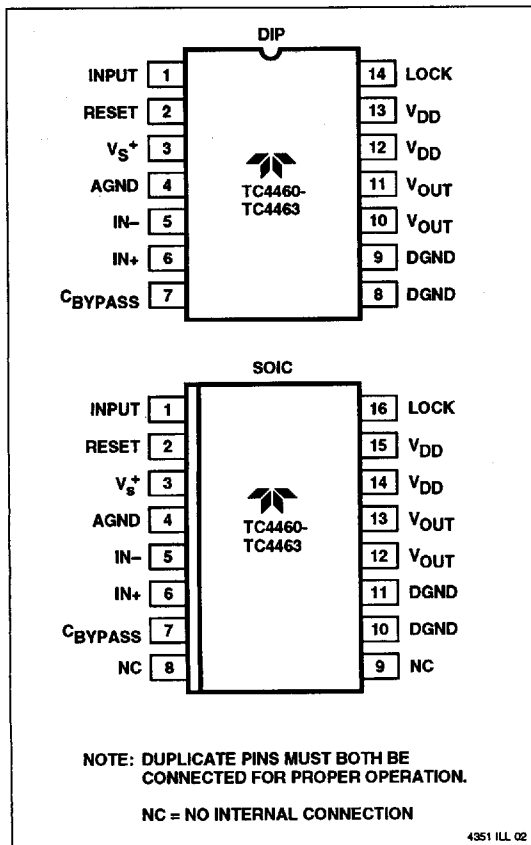 DIP
INPUT 1 14 LOCK
RESET 2 13 VDD
VS+ 3 12 VDD
AGND 4 11 VOUT
IN– 5 10 VOUT
IN+ 6 9 DGND
CBYPASS 7 8 DGND
TC4460-
TC4463
SOIC
INPUT 1 16 LOCK
RESET 2 15 VDD
Vs+ 3 14 VDD
AGND 4 13 VOUT
IN– 5 12 VOUT
IN+ 6 11 DGND
CBYPASS 7 10 DGND
NC 8 9 NC
TC4460-
TC4463
NOTE: DUPLICATE PINS MUST BOTH BE
CONNECTED FOR PROPER OPERATION.
NC = NO INTERNAL CONNECTION
4351 ILL 02